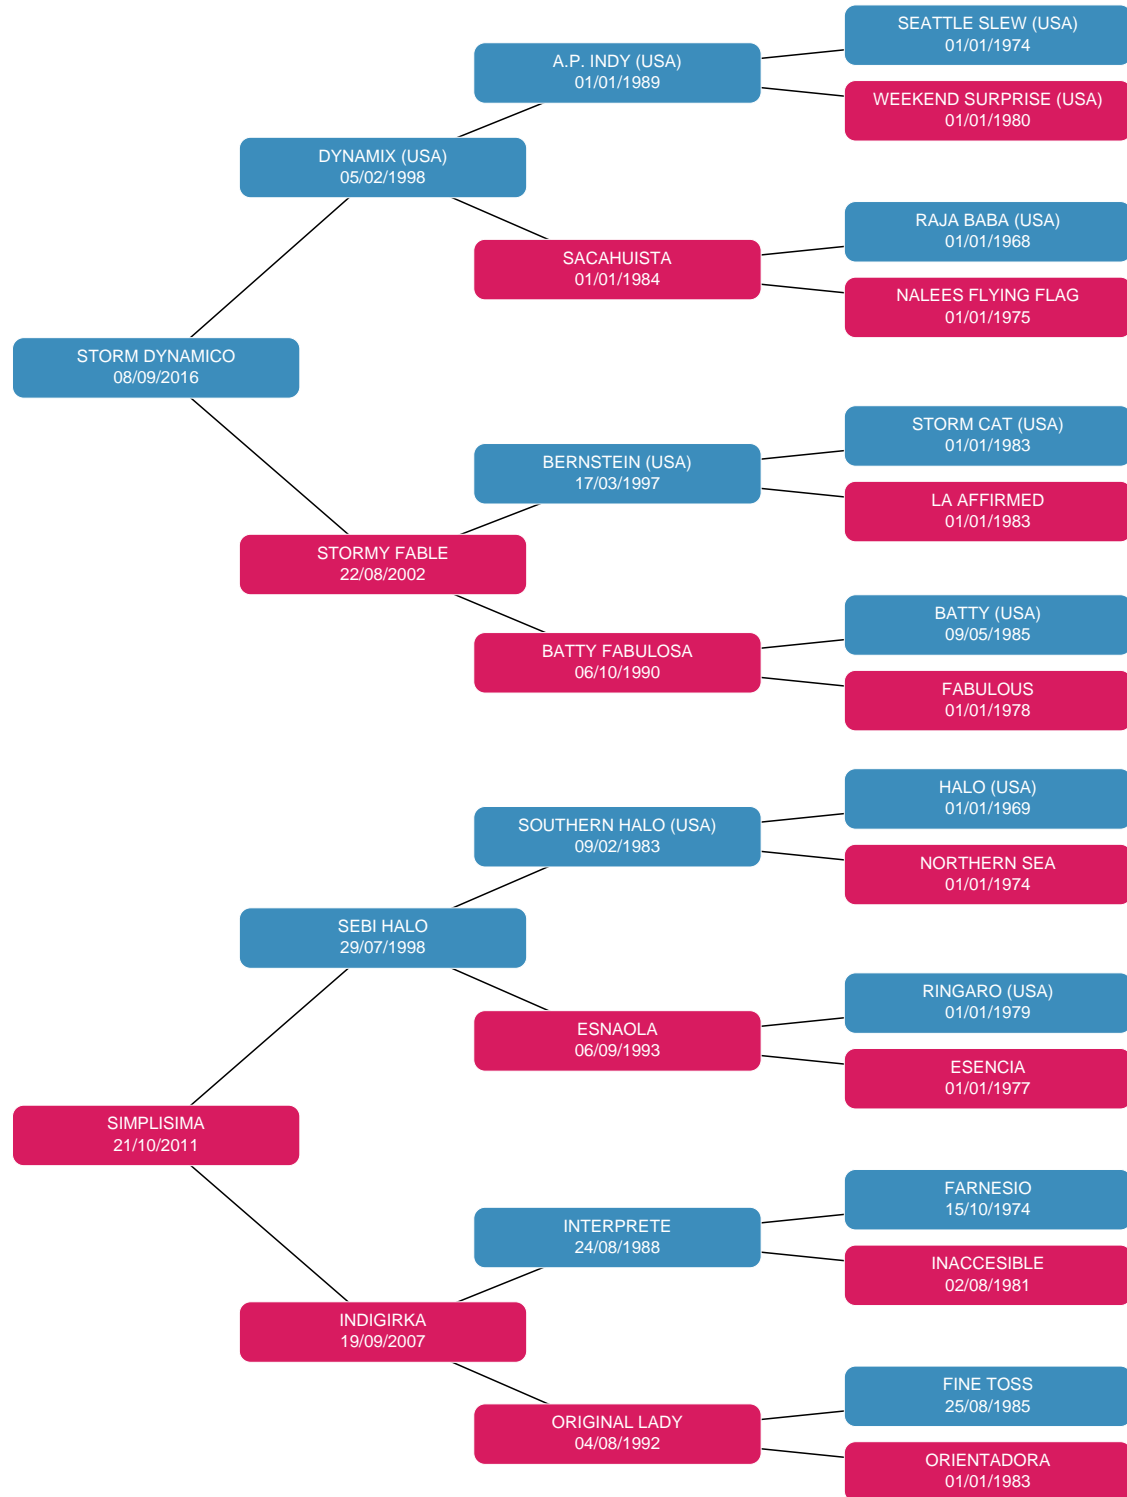 SEATTLE SLEW (USA)
01/01/1974
A.P. INDY (USA)
01/01/1989
WEEKEND SURPRISE (USA)
01/01/1980
DYNAMIX (USA)
05/02/1998
RAJA BABA (USA)
01/01/1968
SACAHUISTA
01/01/1984
NALEES FLYING FLAG
01/01/1975
STORM DYNAMICO
08/09/2016
STORM CAT (USA)
01/01/1983
BERNSTEIN (USA)
17/03/1997
LA AFFIRMED
01/01/1983
STORMY FABLE
22/08/2002
BATTY (USA)
09/05/1985
BATTY FABULOSA
06/10/1990
FABULOUS
01/01/1978
HALO (USA)
01/01/1969
SOUTHERN HALO (USA)
09/02/1983
NORTHERN SEA
01/01/1974
SEBI HALO
29/07/1998
RINGARO (USA)
01/01/1979
ESNAOLA
06/09/1993
ESENCIA
01/01/1977
SIMPLISIMA
21/10/2011
FARNESIO
15/10/1974
INTERPRETE
24/08/1988
INACCESIBLE
02/08/1981
INDIGIRKA
19/09/2007
FINE TOSS
25/08/1985
ORIGINAL LADY
04/08/1992
ORIENTADORA
01/01/1983